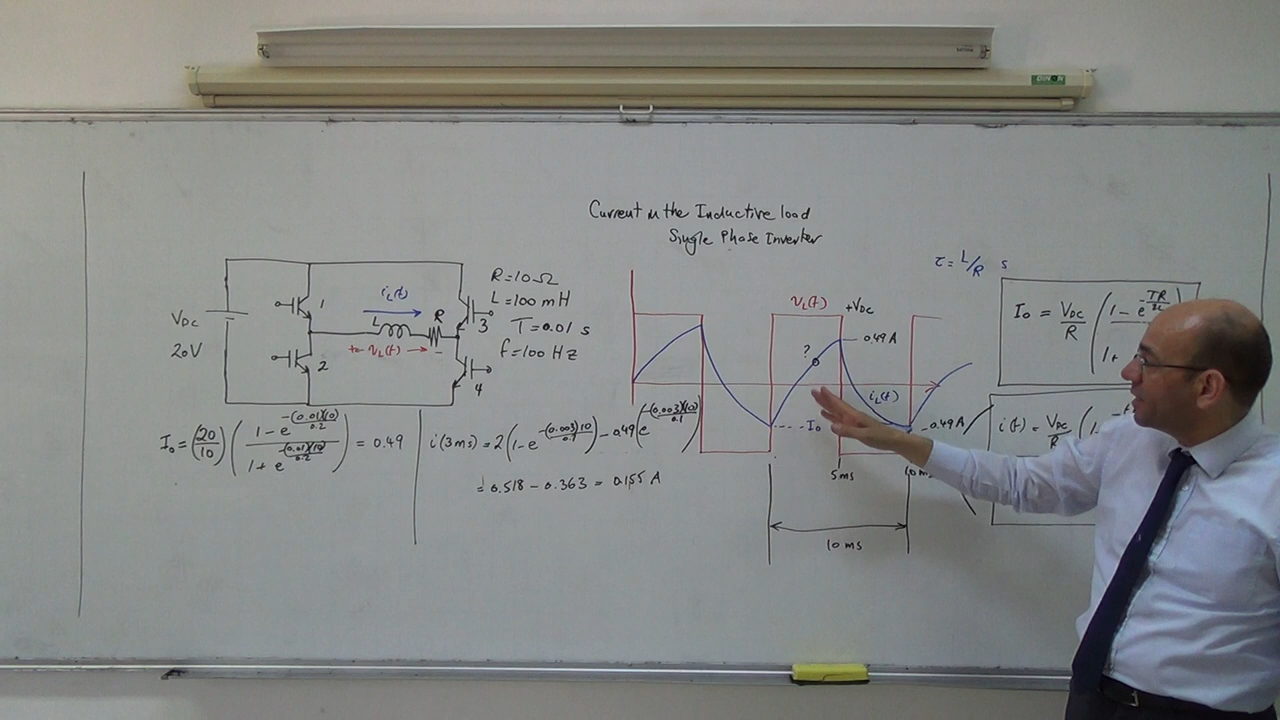 DINON
Current in the Inductive load
Single Phase Inverter
VDC
20V
1
2
3
4
iL(t)
L
R
+ vL(t) → -
R=10Ω
L=100 mH
T=0.01 s
f=100 Hz
I₀ = (20/10) ( (1 - e^(-(0.01)(10)/0.2)) / (1 + e^(-(0.01)(10)/0.2)) ) = 0.49
i(3ms) = 2(1 - e^(-(0.003)10/0.1)) - 0.49(e^(-(0.003)(10)/0.1))
= 0.518 - 0.363 = 0.155 A
vL(t)
+VDC
?
0.49 A
iL(t)
- - - - I₀
-0.49A
5ms
10 ms
τ = L/R s
I₀ = VDC/R ( 1 - e^(-TR/2L)
1+
i(t) = VDC/R (1-